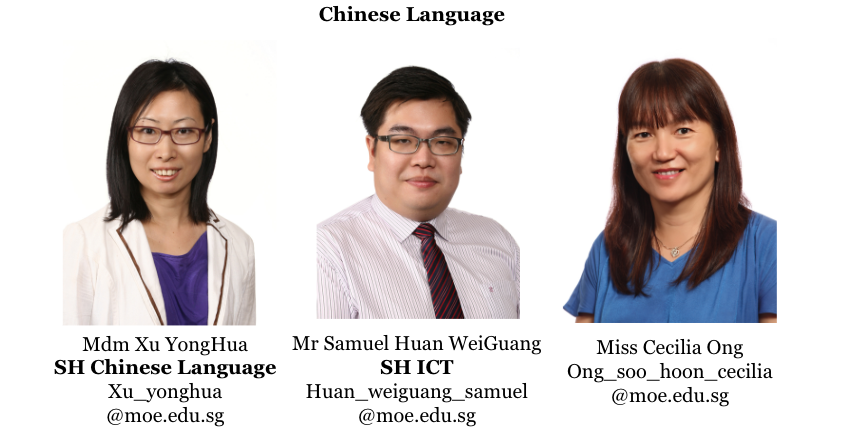 Chinese Language
Mdm Xu YongHua
SH Chinese Language
Xu_yonghua
@moe.edu.sg
Mr Samuel Huan WeiGuang
SH ICT
Huan_weiguang_samuel
@moe.edu.sg
Miss Cecilia Ong
Ong_soo_hoon_cecilia
@moe.edu.sg